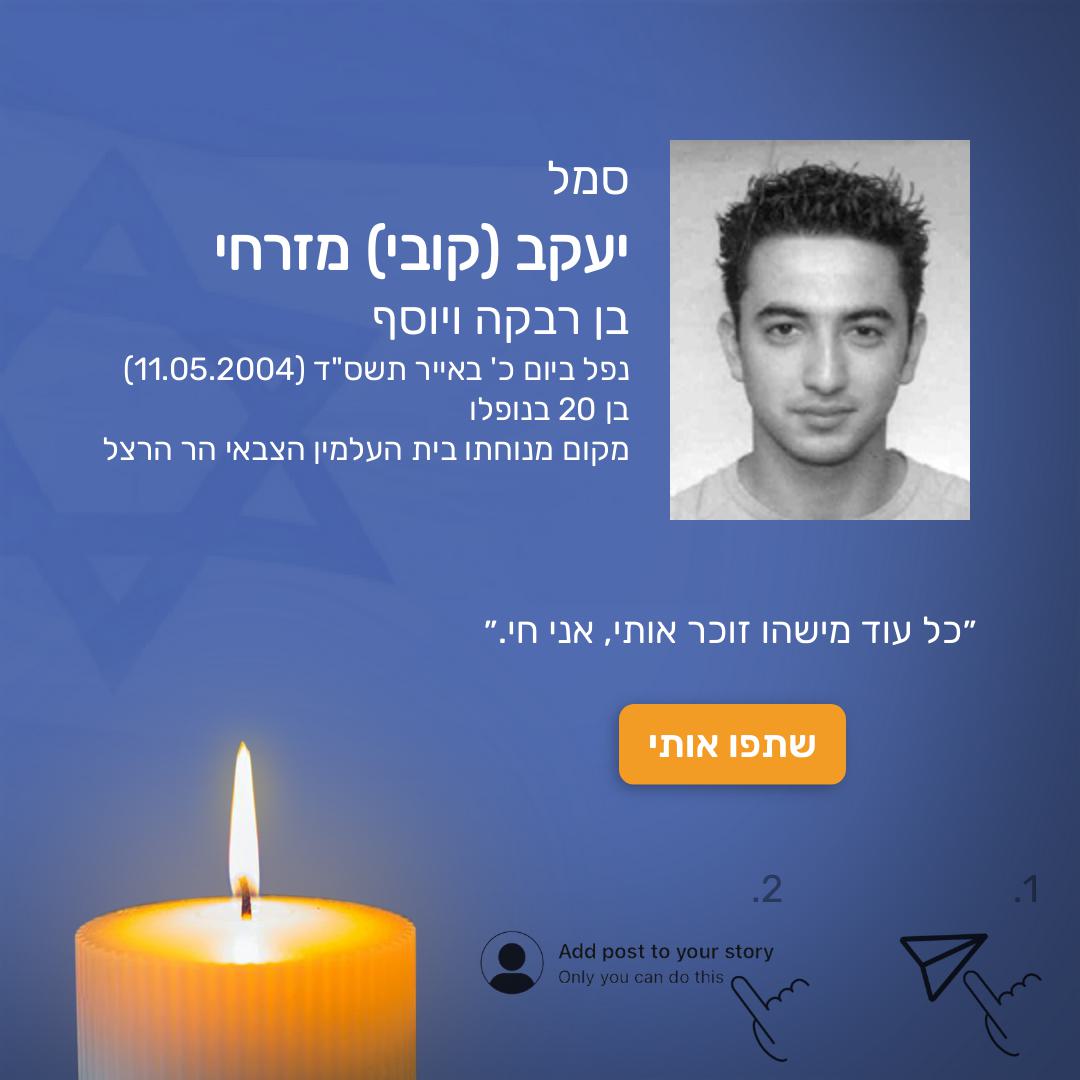 סמל
יעקב (קובי) מזרחי
בן רבקה ויוסף
נפל ביום כ' באייר תשס"ד (11.05.2004)
בן 20 בנופלו
מקום מנוחתו בית העלמין הצבאי הר הרצל
״כל עוד מישהו זוכר אותי, אני חי.״
שתפו אותי
.1
.2
Add post to your story
Only you can do this